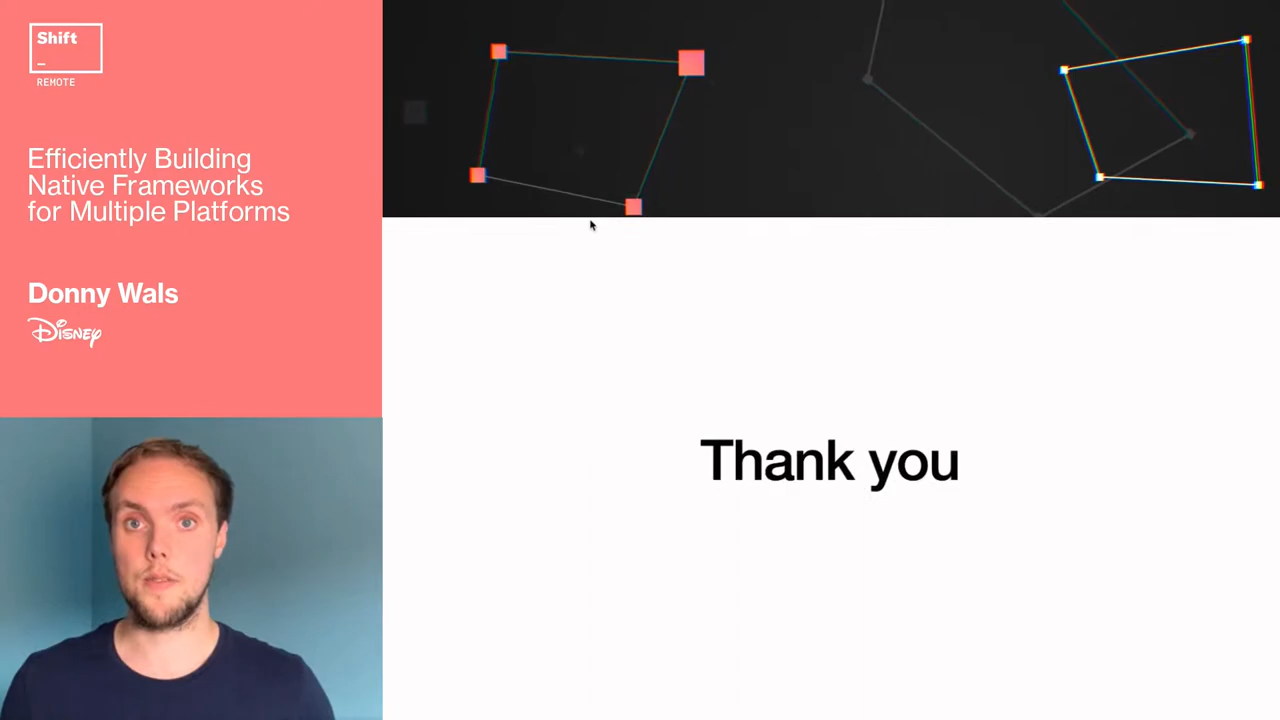 Shift
_
REMOTE
Efficiently Building
Native Frameworks
for Multiple Platforms
Donny Wals
Disney
Thank you